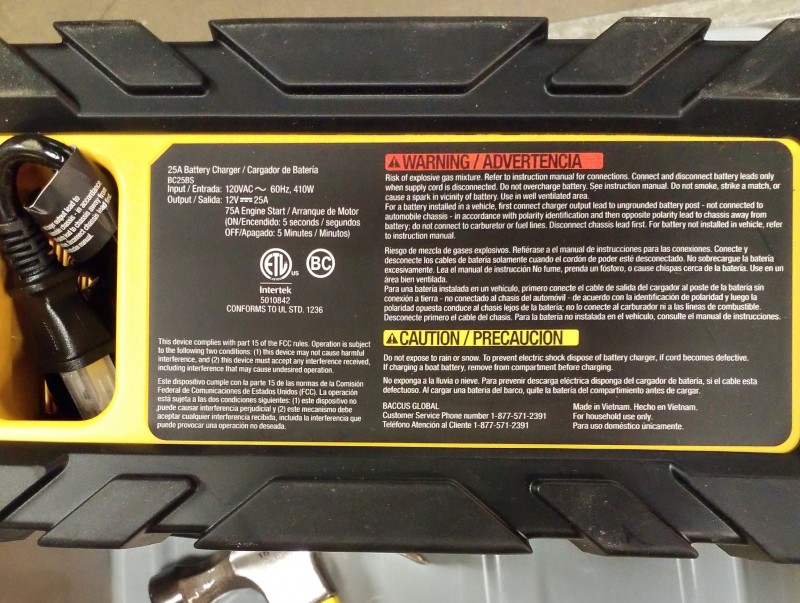 25A Battery Charger / Cargador de Batería
BC25BS
Input / Entrada: 120VAC ~ 60Hz, 410W
Output / Salida: 12V ⎓ 25A
75A Engine Start / Arranque de Motor
(ON/Encendido: 5 seconds / segundos
OFF/Apagado: 5 Minutes / Minutos)
ETL US BC
Intertek
5010842
CONFORMS TO UL STD. 1236
This device complies with part 15 of the FCC rules. Operation is subject
to the following two conditions: (1) this device may not cause harmful
interference, and (2) this device must accept any interference received,
including interference that may cause undesired operation.
Este dispositivo cumple con la parte 15 de las normas de la Comisión
Federal de Comunicaciones de Estados Unidos (FCC). La operación
está sujeta a las dos condiciones siguientes: (1) este dispositivo no
puede causar interferencia perjudicial y (2) este mecanismo debe
aceptar cualquier interferencia recibida, incluida la interferencia que
puede provocar una operación no deseada.
WARNING / ADVERTENCIA
Risk of explosive gas mixture. Refer to instruction manual for connections. Connect and disconnect battery leads only
when supply cord is disconnected. Do not overcharge battery. See instruction manual. Do not smoke, strike a match, or
cause a spark in vicinity of battery. Use in well ventilated area.
For a battery installed in a vehicle, first connect charger output lead to ungrounded battery post - not connected to
automobile chassis - in accordance with polarity identification and then opposite polarity lead to chassis away from
battery; do not connect to carburetor or fuel lines. Disconnect chassis lead first. For battery not installed in vehicle, refer
to instruction manual.
Riesgo de mezcla de gases explosivos. Refiérase a el manual de instrucciones para las conexiones. Conecte y
desconecte los cables de batería solamente cuando el cordón de poder esté desconectado. No sobrecargue la batería
excesivamente. Lea el manual de instrucción No fume, prenda un fósforo, o cause chispas cerca de la batería. Use en un
área bien ventilada.
Para una batería instalada en un vehículo, primero conecte el cable de salida del cargador al poste de la batería sin
conexión a tierra - no conectado al chasis del automóvil - de acuerdo con la identificación de polaridad y luego la
polaridad opuesta conduce al chasis lejos de la batería; no lo conecte al carburador ni a las líneas de combustible.
Desconecte primero el cable del chasis. Para la batería no instalada en el vehículo, consulte el manual de instrucciones.
CAUTION / PRECAUCION
Do not expose to rain or snow. To prevent electric shock dispose of battery charger, if cord becomes defective.
If charging a boat battery, remove from compartment before charging.
No exponga a la lluvia o nieve. Para prevenir descarga eléctrica disponga del cargador de batería, si el cable esta
defectuoso. Al cargar una batería del barco, quite la batería del compartimiento antes de cargar.
BACCUS GLOBAL
Customer Service Phone number 1-877-571-2391
Teléfono Atención al Cliente 1-877-571-2391
Made in Vietnam. Hecho en Vietnam.
For household use only.
Para uso doméstico únicamente.